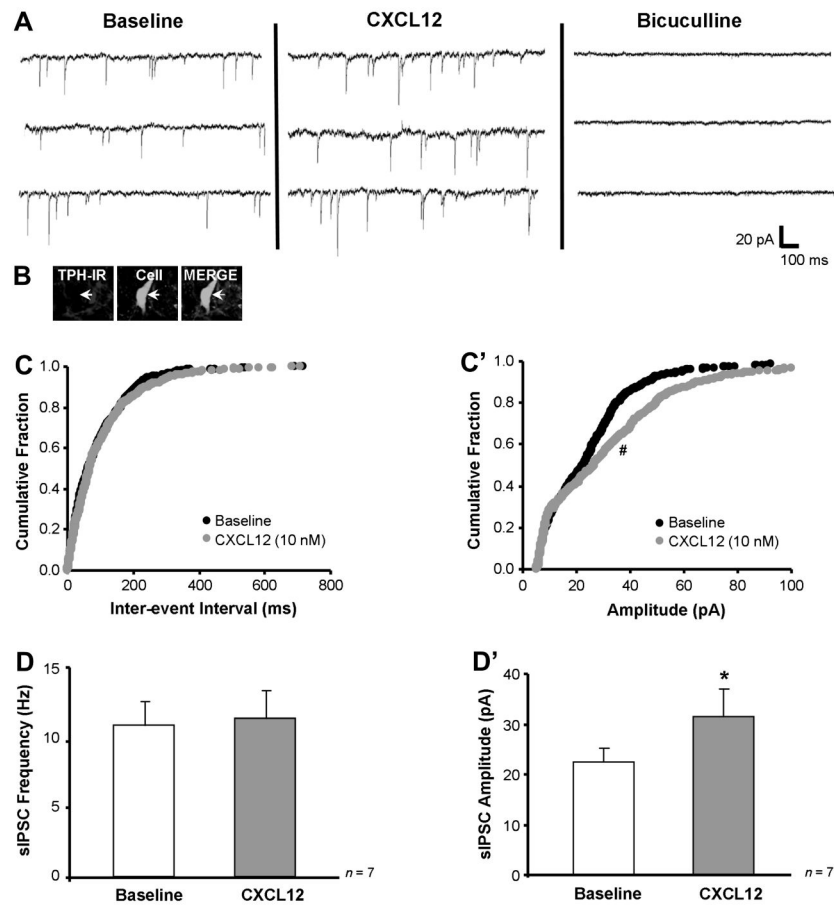 A
Baseline
CXCL12
Bicuculline
20 pA
100 ms
B
TPH-IR
Cell
MERGE
C
1.0
0.8
0.6
0.4
0.2
0.0
Cumulative Fraction
Baseline
CXCL12 (10 nM)
0
200
400
600
800
Inter-event Interval (ms)
C'
1.0
0.8
0.6
0.4
0.2
0.0
Cumulative Fraction
#
Baseline
CXCL12 (10 nM)
0
20
40
60
80
100
Amplitude (pA)
D
15
10
5
0
sIPSC Frequency (Hz)
Baseline
CXCL12
n = 7
D'
40
30
20
10
0
sIPSC Amplitude (pA)
*
Baseline
CXCL12
n = 7